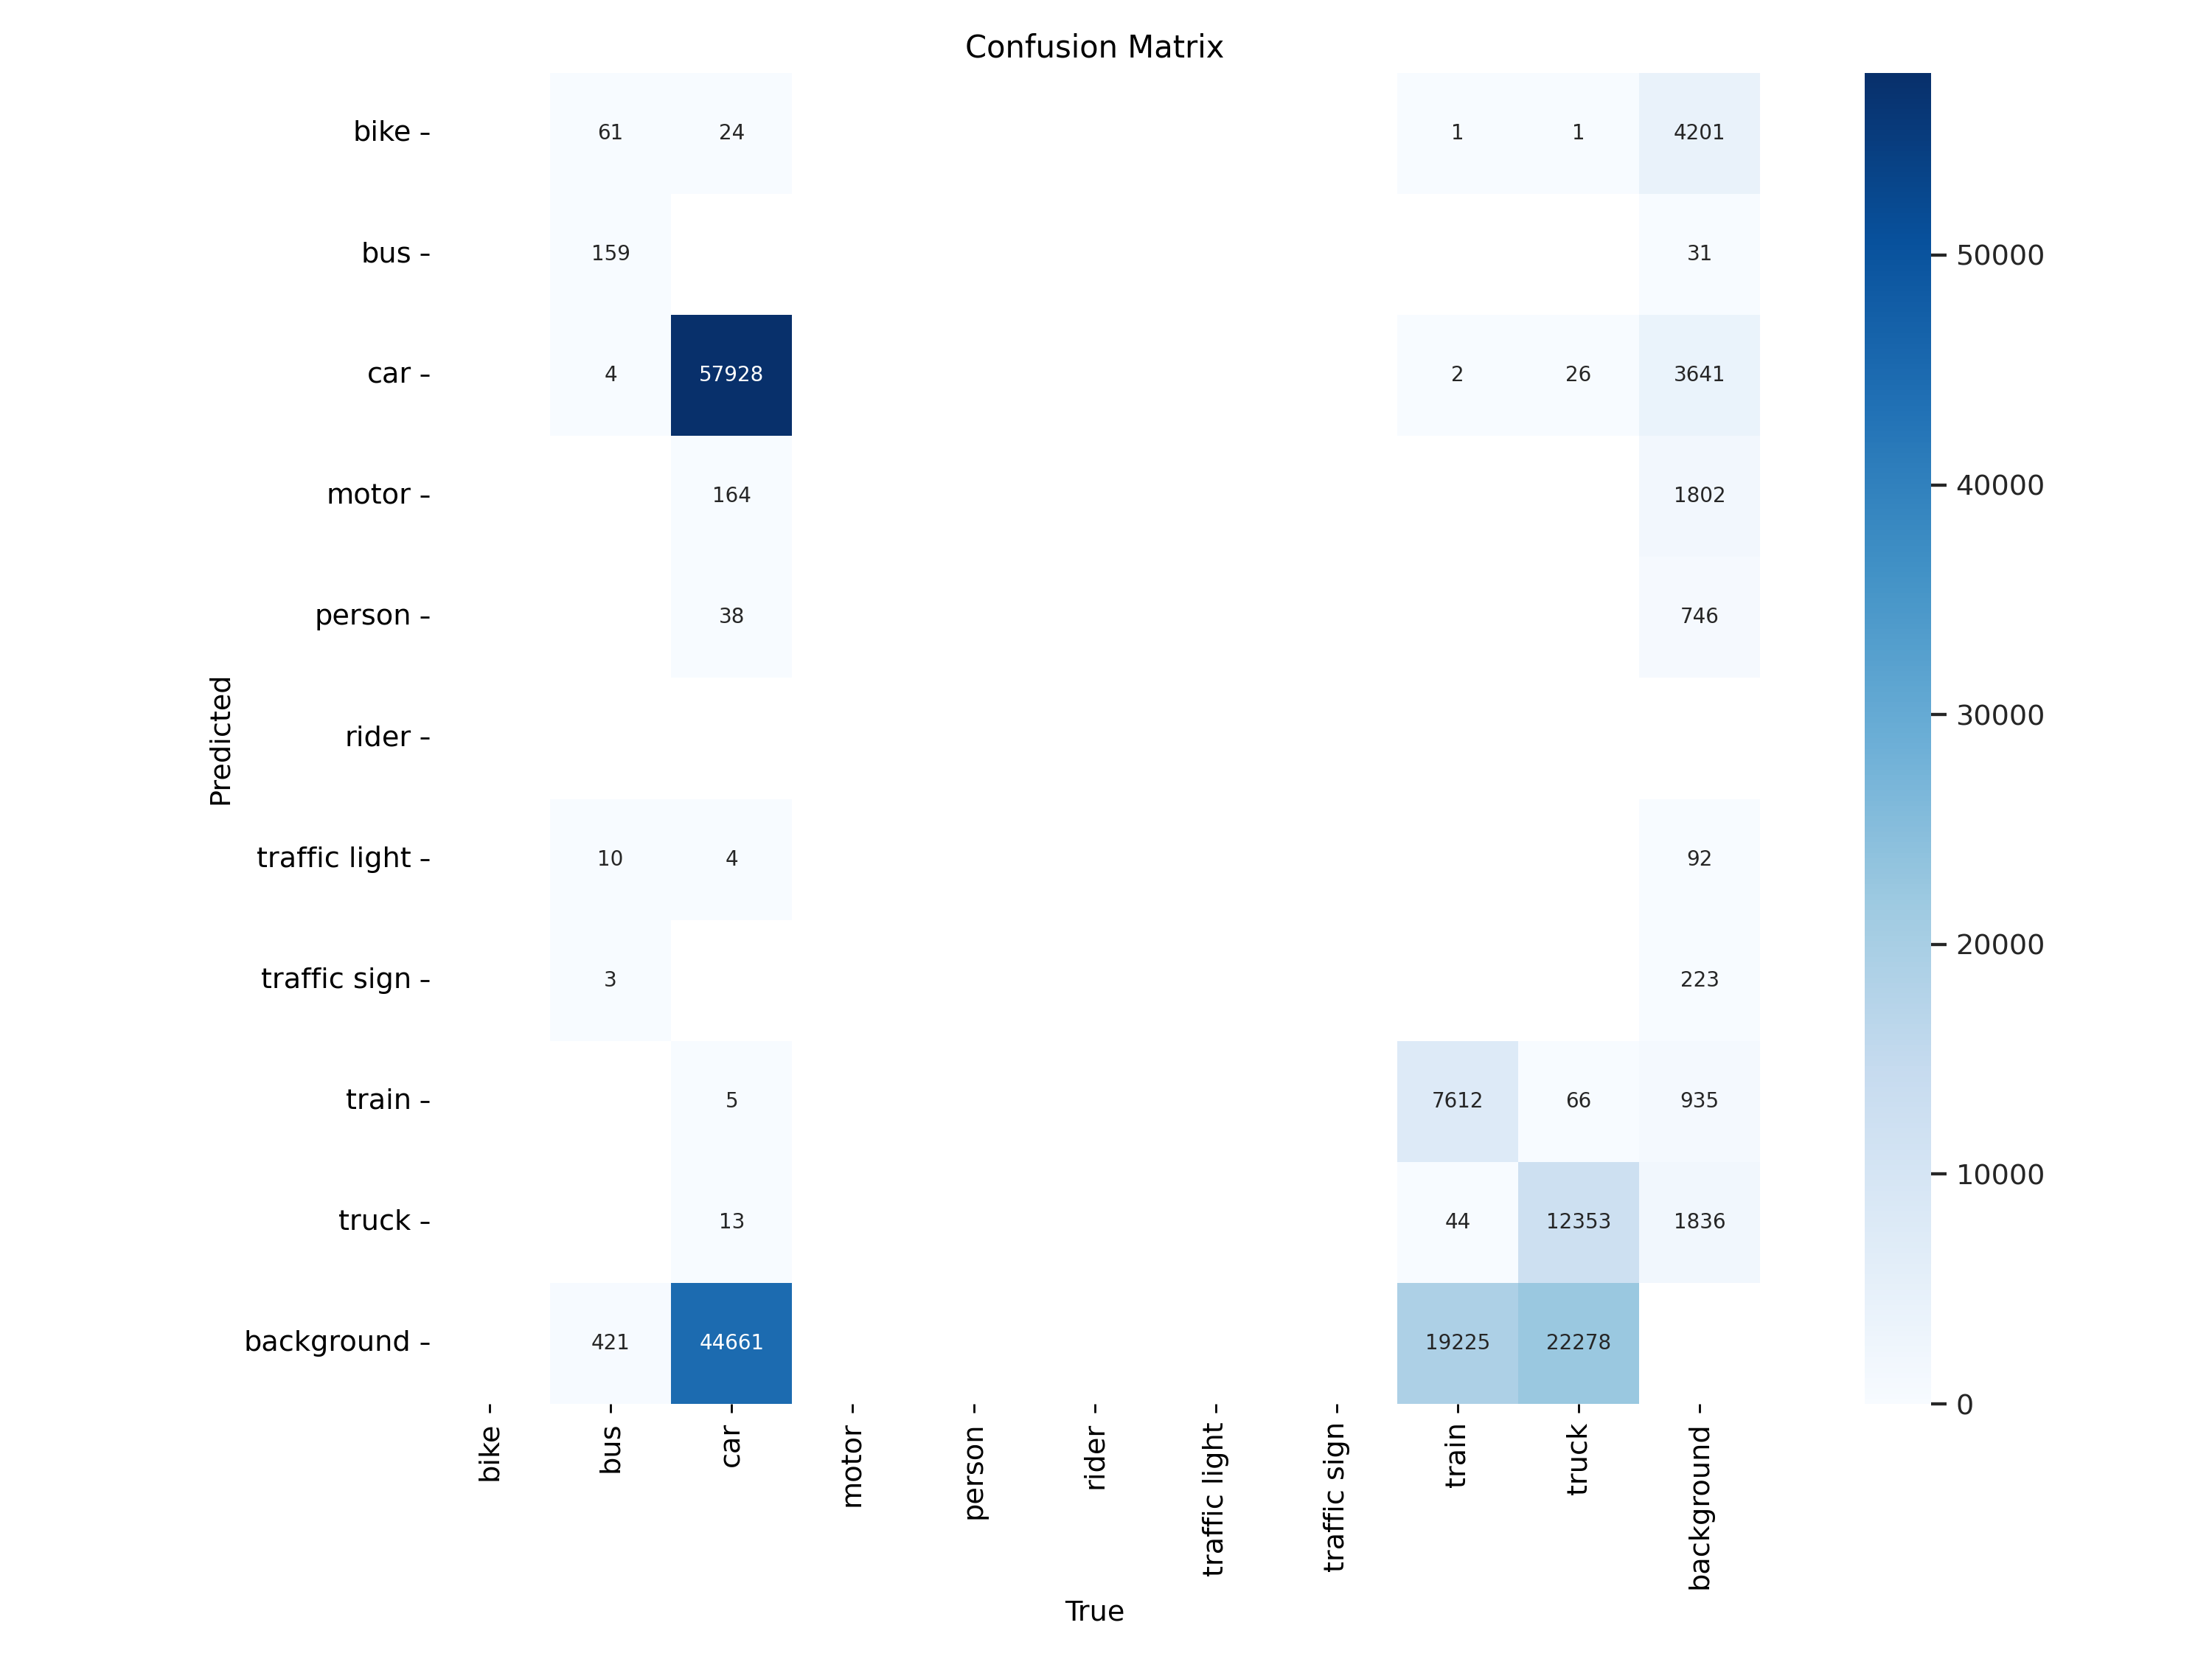 Confusion Matrix
bike 61 24 1 1 4201
bus 159 31
car 4 57928 2 26 3641
motor 164 1802
person 38 746
rider
traffic light 10 4 92
traffic sign 3 223
train 5 7612 66 935
truck 13 44 12353 1836
background 421 44661 19225 22278
Predicted
bike
bus
car
motor
person
rider
traffic light
traffic sign
train
truck
background
True
50000
40000
30000
20000
10000
0